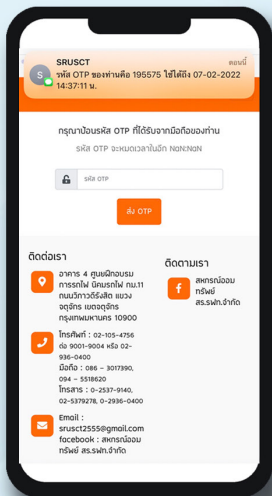 SRUSCT
ตอนนี้
S
รหัส OTP ของท่านคือ 195575 ใช้ได้ถึง 07-02-2022
14:37:11 น.
กรุณาป้อนรหัส OTP ที่ได้รับจากมือถือของท่าน
รหัส OTP จะหมดเวลาในอีก NaN:NaN
รหัส OTP
ส่ง OTP
ติดต่อเรา
อาคาร 4 ศูนย์ฝึกอบรม
การรถไฟ นิคมรถไฟ กม.11
ถนนวิภาวดีรังสิต แขวง
จตุจักร เขตจตุจักร
กรุงเทพมหานคร 10900
โทรศัพท์ : 02-105-4756
ต่อ 9001-9004 หรือ 02-
936-0400
มือถือ : 086 - 3017390,
094 - 5518620
โทรสาร : 0-2537-9140,
02-5379278, 0-2936-0400
Email :
srusct2555@gmail.com
facebook : สหกรณ์ออม
ทรัพย์ สร.รฟท.จำกัด
ติดตามเรา
สหกรณ์ออม
ทรัพย์
สร.รฟท.จำกัด